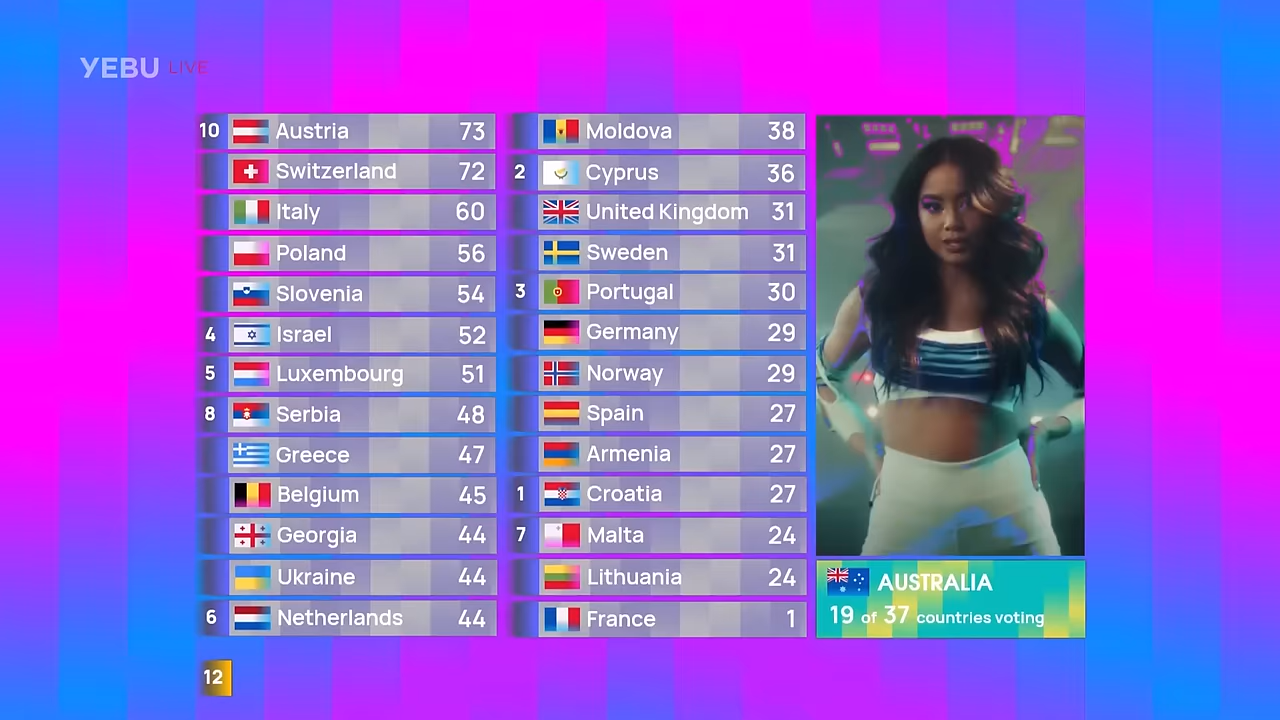 YEBU LIVE
10 Austria 73
Switzerland 72
Italy 60
Poland 56
Slovenia 54
4 Israel 52
5 Luxembourg 51
8 Serbia 48
Greece 47
Belgium 45
Georgia 44
Ukraine 44
6 Netherlands 44
12
Moldova 38
2 Cyprus 36
United Kingdom 31
Sweden 31
3 Portugal 30
Germany 29
Norway 29
Spain 27
Armenia 27
1 Croatia 27
7 Malta 24
Lithuania 24
France 1
AUSTRALIA
19 of 37 countries voting